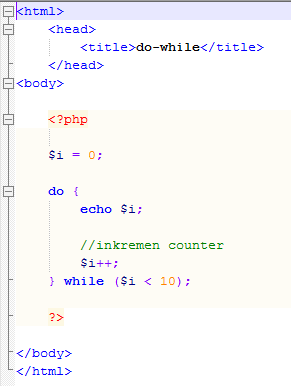 <html>
<head>
<title>do-while</title>
</head>
<body>
<?php
$i = 0;
do {
echo $i;
//inkremen counter
$i++;
} while ($i < 10);
?>
</body>
</html>